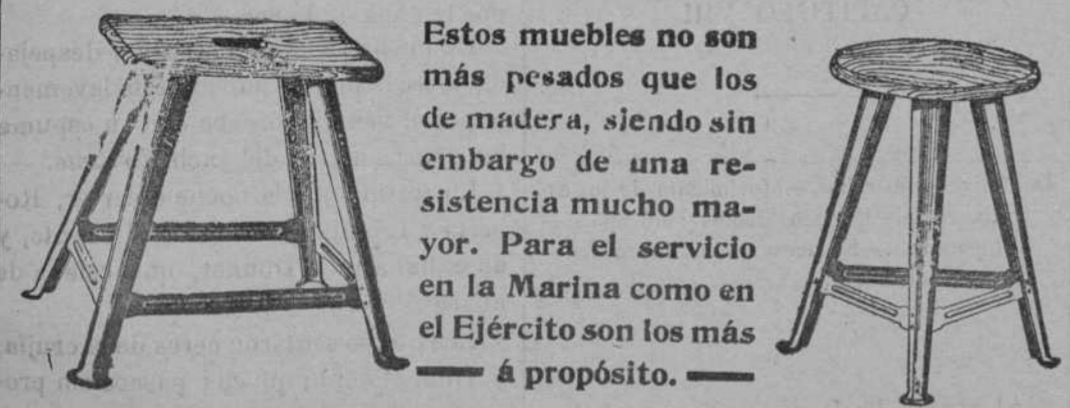 Estos muebles no son
más pesados que los
de madera, siendo sin
embargo de una re-
sistencia mucho ma-
yor. Para el servicio
en la Marina como en
el Ejército son los más
á propósito.